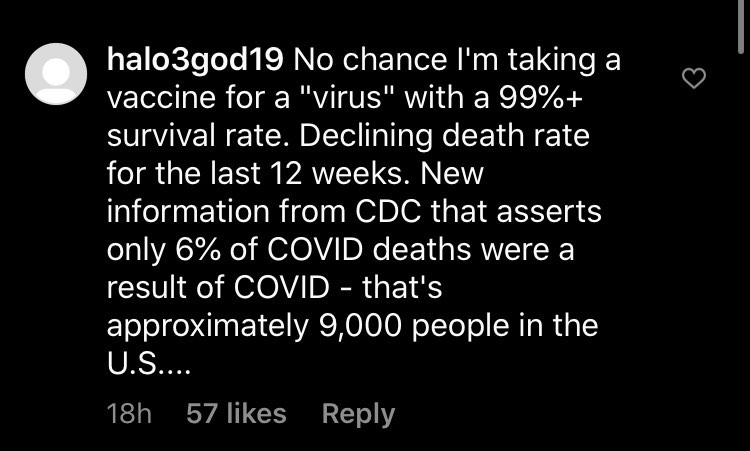 halo3god19 No chance I'm taking a
vaccine for a "virus" with a 99%+
survival rate. Declining death rate
for the last 12 weeks. New
information from CDC that asserts
only 6% of COVID deaths were a
result of COVID - that's
approximately 9,000 people in the
U.S....
18h 57 likes Reply